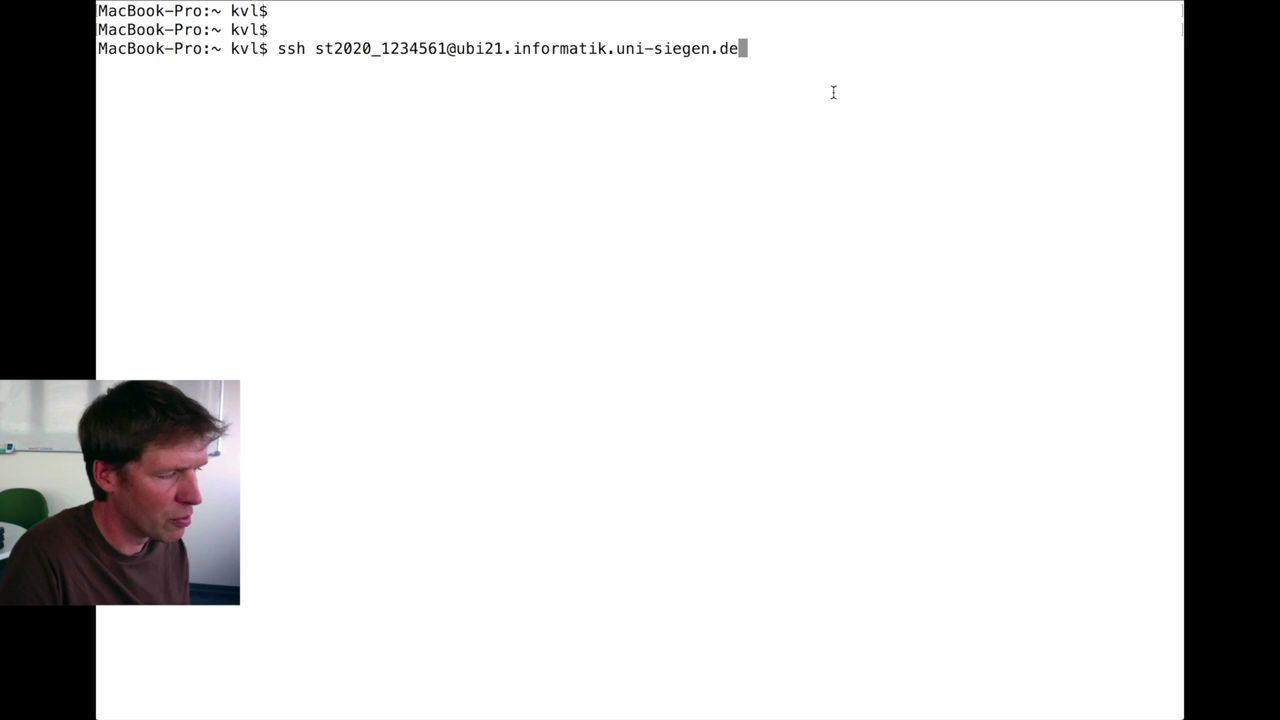 MacBook-Pro:~ kvl$
MacBook-Pro:~ kvl$
MacBook-Pro:~ kvl$ ssh st2020_1234561@ubi21.informatik.uni-siegen.de